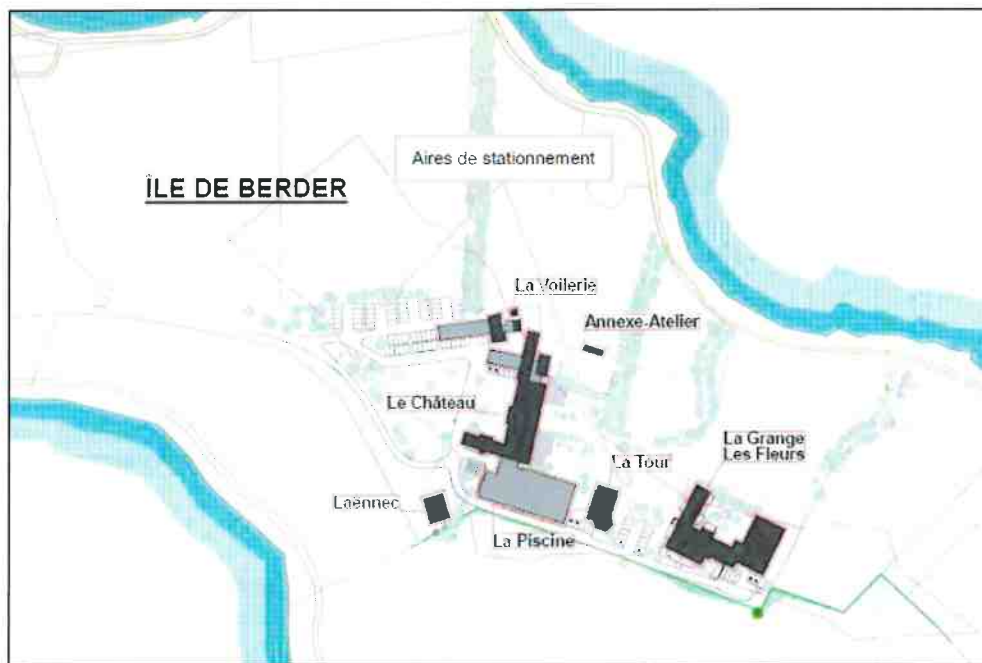 Aires de stationnement
ÎLE DE BERDER
La Voilerie
Annexe-Atelier
Le Château
La Grange
Les Fleurs
La Tour
Laënnec
La Piscine